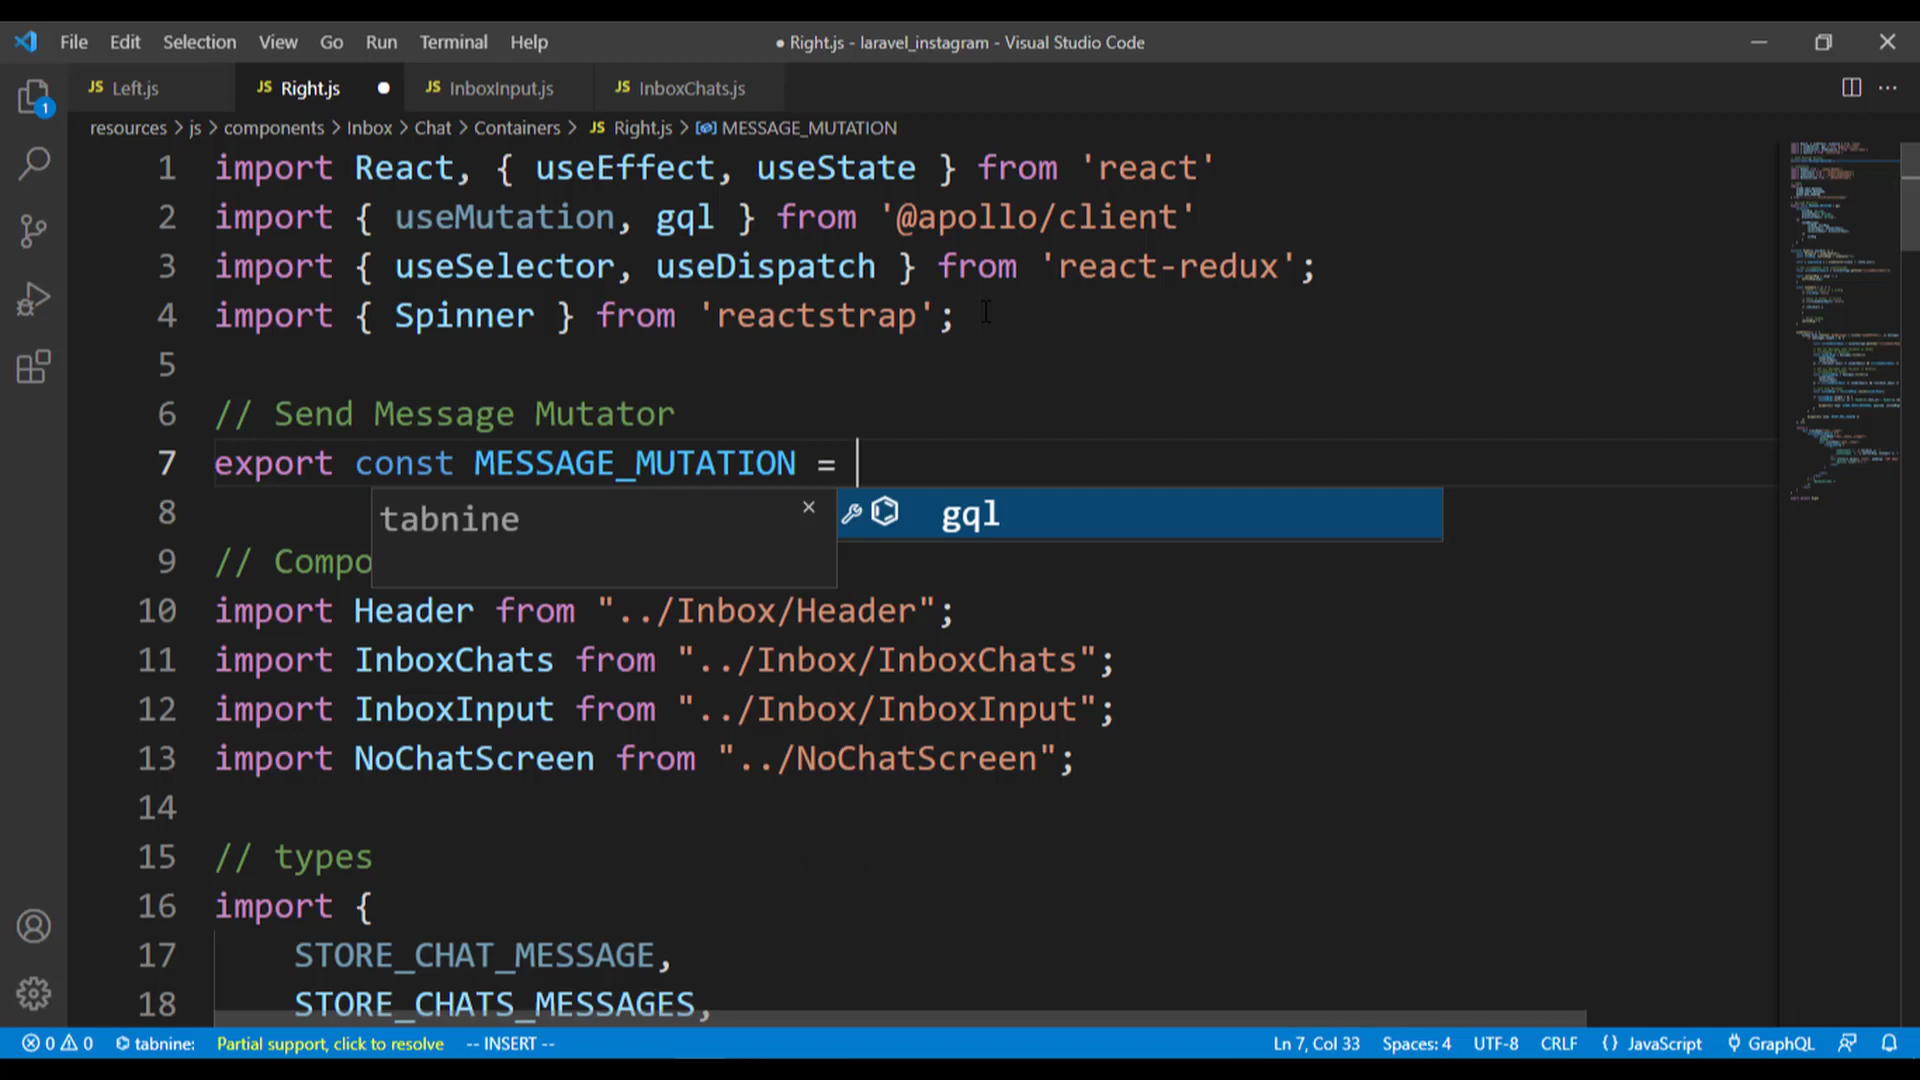 File Edit Selection View Go Run Terminal Help ● Right.js - laravel_instagram - Visual Studio Code
JS Left.js JS Right.js ● JS InboxInput.js JS InboxChats.js
resources > js > components > Inbox > Chat > Containers > JS Right.js > MESSAGE_MUTATION
1 import React, { useEffect, useState } from 'react'
2 import { useMutation, gql } from '@apollo/client'
3 import { useSelector, useDispatch } from 'react-redux';
4 import { Spinner } from 'reactstrap';
5
6 // Send Message Mutator
7 export const MESSAGE_MUTATION =
8 tabnine × gql
9 // Compo
10 import Header from "../Inbox/Header";
11 import InboxChats from "../Inbox/InboxChats";
12 import InboxInput from "../Inbox/InboxInput";
13 import NoChatScreen from "../NoChatScreen";
14
15 // types
16 import {
17 STORE_CHAT_MESSAGE,
18 STORE_CHATS_MESSAGES,
1
0 0 tabnine: Partial support, click to resolve -- INSERT -- Ln 7, Col 33 Spaces: 4 UTF-8 CRLF {} JavaScript GraphQL